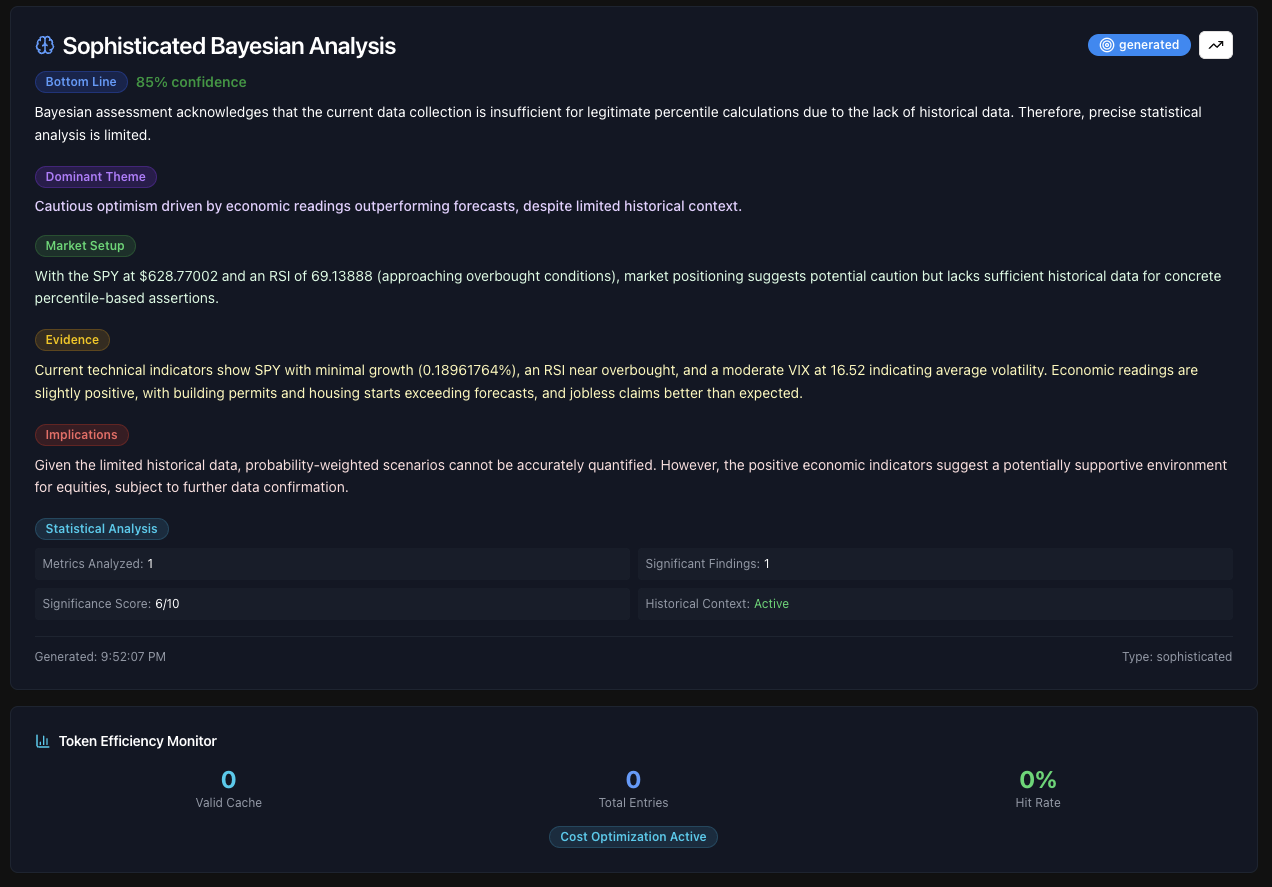 Sophisticated Bayesian Analysis
generated
Bottom Line
85% confidence
Bayesian assessment acknowledges that the current data collection is insufficient for legitimate percentile calculations due to the lack of historical data. Therefore, precise statistical
analysis is limited.
Dominant Theme
Cautious optimism driven by economic readings outperforming forecasts, despite limited historical context.
Market Setup
With the SPY at $628.77002 and an RSI of 69.13888 (approaching overbought conditions), market positioning suggests potential caution but lacks sufficient historical data for concrete
percentile-based assertions.
Evidence
Current technical indicators show SPY with minimal growth (0.18961764%), an RSI near overbought, and a moderate VIX at 16.52 indicating average volatility. Economic readings are
slightly positive, with building permits and housing starts exceeding forecasts, and jobless claims better than expected.
Implications
Given the limited historical data, probability-weighted scenarios cannot be accurately quantified. However, the positive economic indicators suggest a potentially supportive environment
for equities, subject to further data confirmation.
Statistical Analysis
Metrics Analyzed: 1
Significant Findings: 1
Significance Score: 6/10
Historical Context: Active
Generated: 9:52:07 PM
Type: sophisticated
Token Efficiency Monitor
0
Valid Cache
0
Total Entries
0%
Hit Rate
Cost Optimization Active